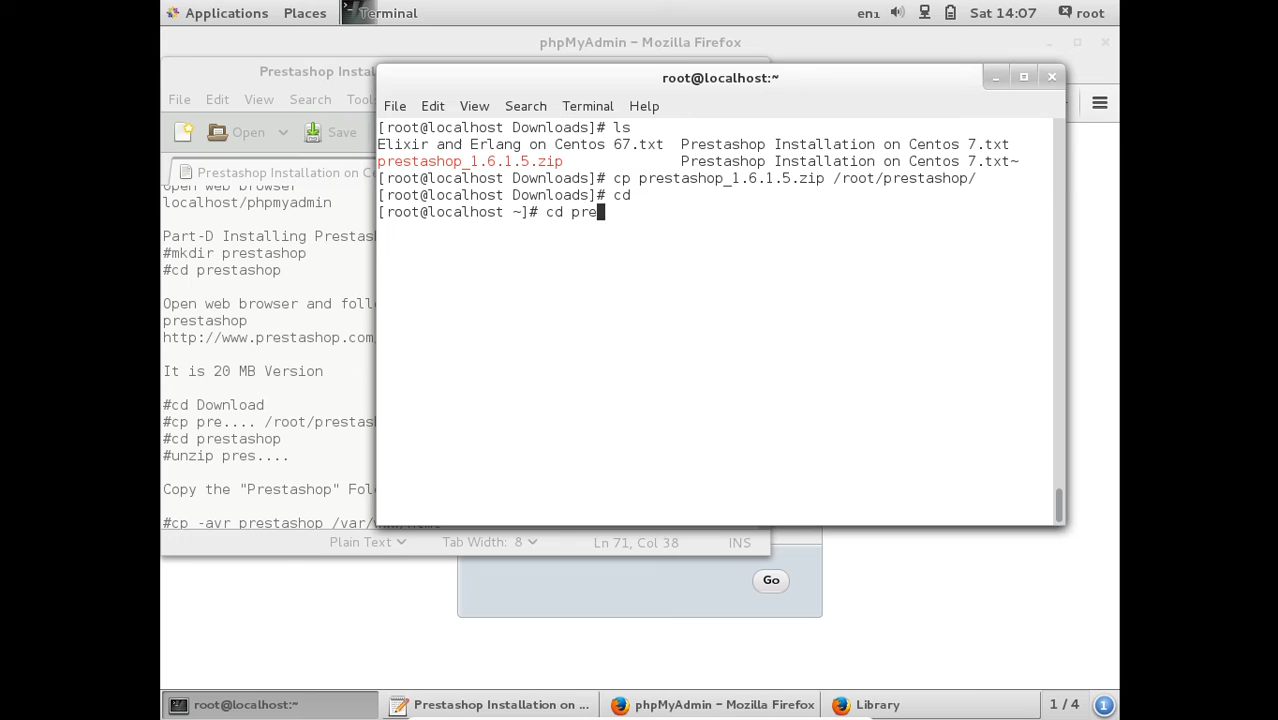 Applications Places Terminal en₁ Sat 14:07 root
phpMyAdmin - Mozilla Firefox
Prestashop Instal
File Edit View Search Tools
Open Save
Prestashop Installation on Cen
localhost/phpmyadmin
Part-D Installing Prestas
#mkdir prestashop
#cd prestashop
Open web browser and foll
prestashop
http://www.prestashop.com
It is 20 MB Version
#cd Download
#cp pre.... /root/prestas
#cd prestashop
#unzip pres....
Copy the "Prestashop" Fol
#cp -avr prestashop /var/www/html
Plain Text Tab Width: 8 Ln 71, Col 38 INS
root@localhost:~
File Edit View Search Terminal Help
[root@localhost Downloads]# ls
Elixir and Erlang on Centos 67.txt Prestashop Installation on Centos 7.txt
prestashop_1.6.1.5.zip Prestashop Installation on Centos 7.txt~
[root@localhost Downloads]# cp prestashop_1.6.1.5.zip /root/prestashop/
[root@localhost Downloads]# cd
[root@localhost ~]# cd pre
Go
root@localhost:~ Prestashop Installation on ... phpMyAdmin - Mozilla Firefox Library 1 / 4 1